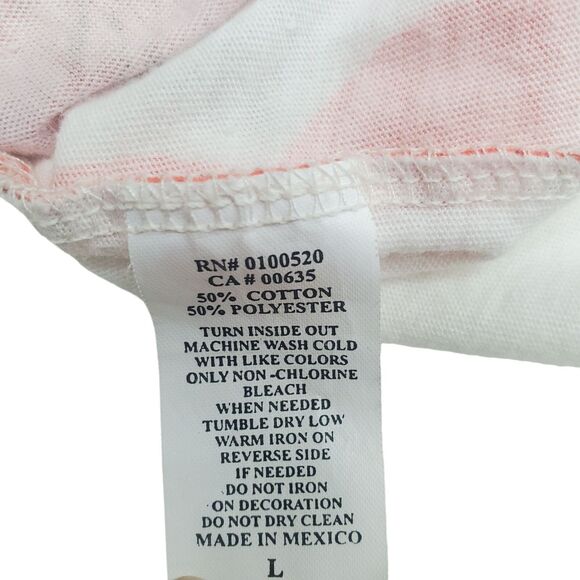 RN# 0100520
CA # 00635
50% COTTON
50% POLYESTER
TURN INSIDE OUT
MACHINE WASH COLD
WITH LIKE COLORS
ONLY NON-CHLORINE
BLEACH
WHEN NEEDED
TUMBLE DRY LOW
WARM IRON ON
REVERSE SIDE
IF NEEDED
DO NOT IRON
ON DECORATION
DO NOT DRY CLEAN
MADE IN MEXICO
L